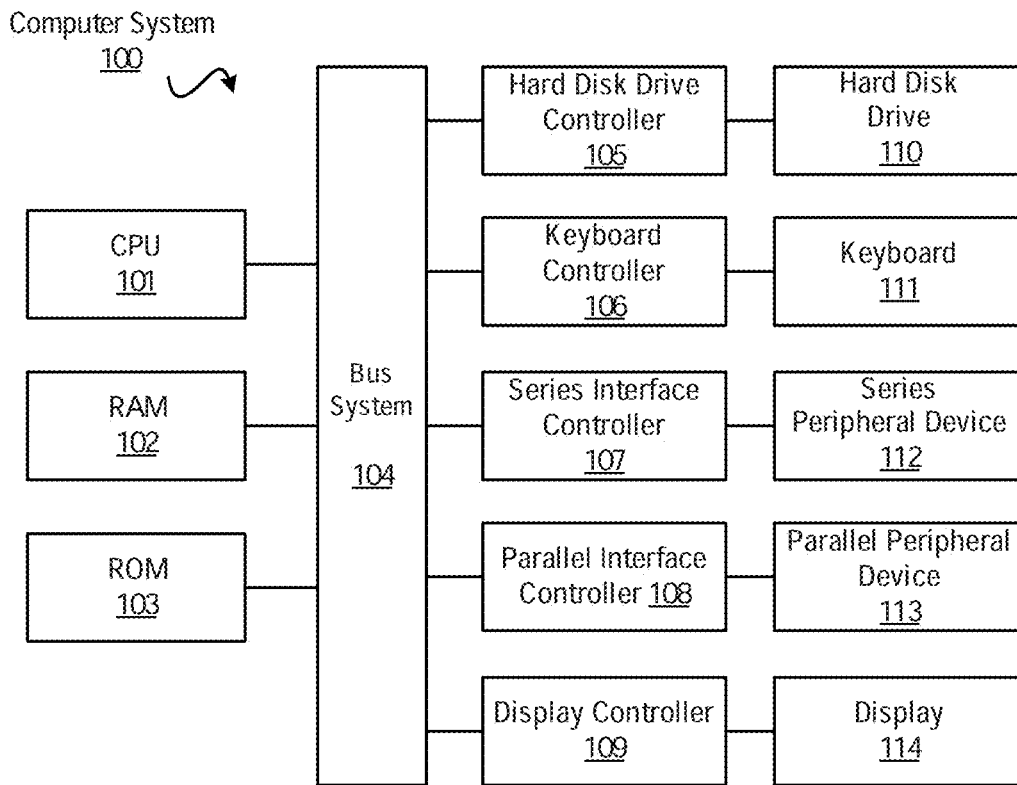 Computer System
100
Hard Disk Drive
Controller
105
Hard Disk
Drive
110
CPU
101
Keyboard
Controller
106
Keyboard
111
RAM
102
Bus
System
104
Series Interface
Controller
107
Series
Peripheral Device
112
ROM
103
Parallel Interface
Controller 108
Parallel Peripheral
Device
113
Display Controller
109
Display
114